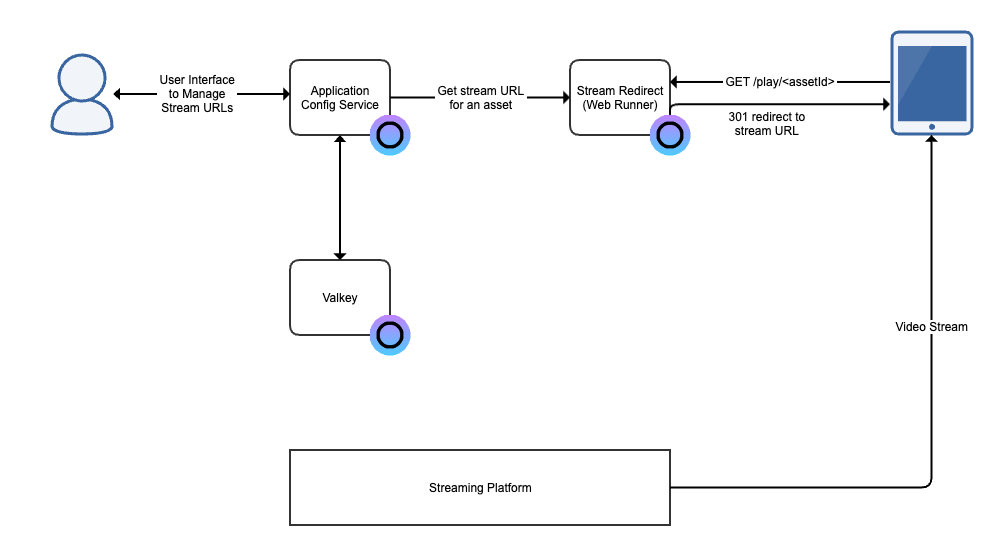 User Interface
to Manage
Stream URLs
Application
Config Service
Get stream URL
for an asset
Stream Redirect
(Web Runner)
GET /play/<assetId>
301 redirect to
stream URL
Valkey
Video Stream
Streaming Platform